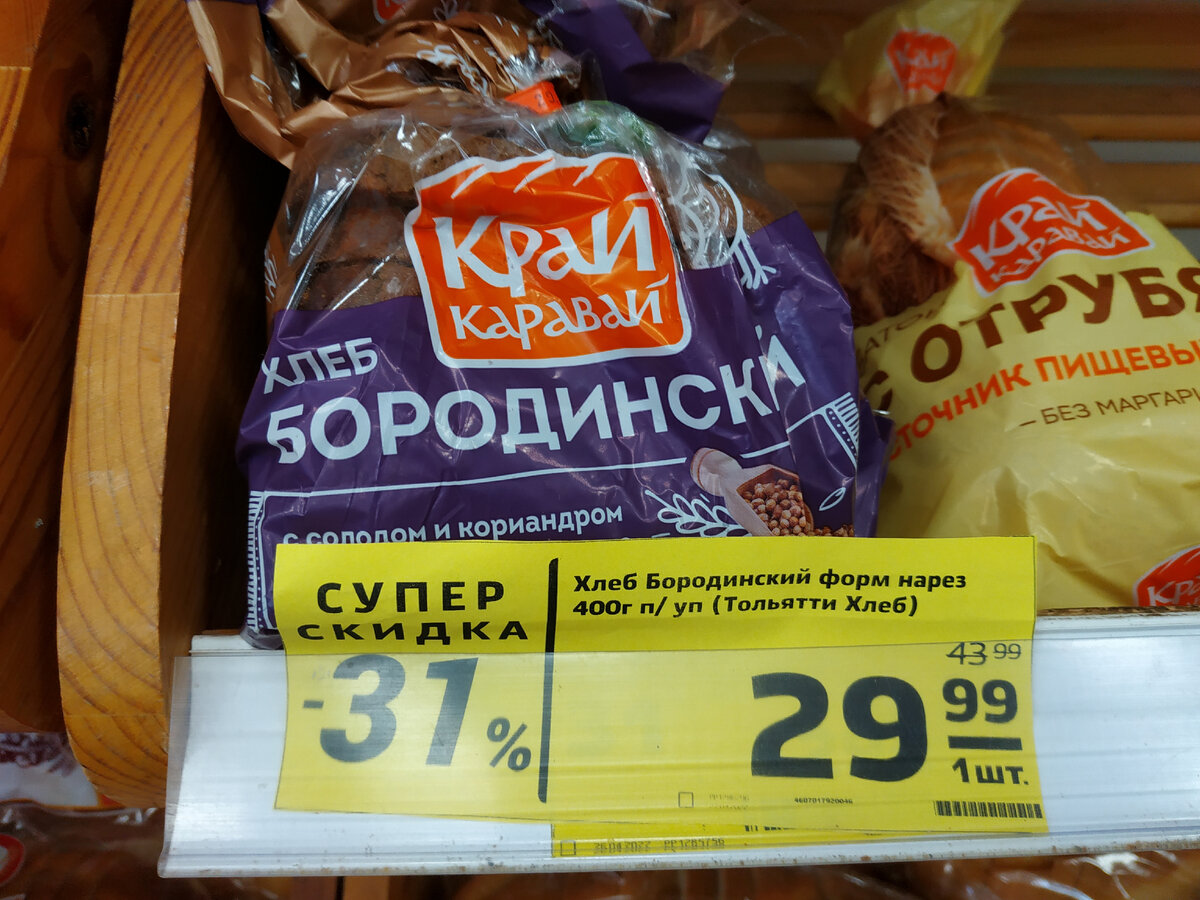 Край
каравай
ХЛЕБ
БОРОДИНСКИ
с солодом и кориандром
Край
каравай
С ОТРУБЯ
СТОЧНИК ПИЩЕВЫ
— БЕЗ МАРГАРИ
СУПЕР
СКИДКА
-31%
Хлеб Бородинский форм нарез
400г п/ уп (Тольятти Хлеб)
43 99
29 99
1шт.
4607017920046